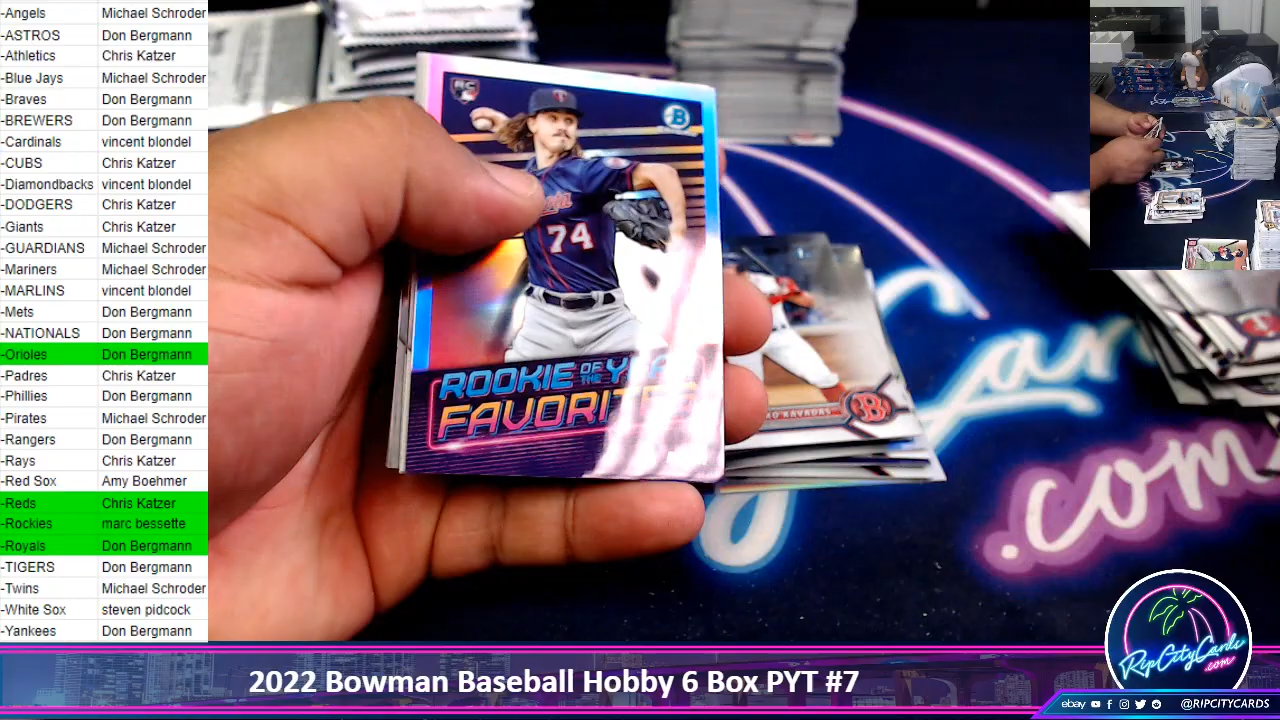 -Angels Michael Schroder
-ASTROS Don Bergmann
-Athletics Chris Katzer
-Blue Jays Michael Schroder
-Braves Don Bergmann
-BREWERS Don Bergmann
-Cardinals vincent blondel
-CUBS Chris Katzer
-Diamondbacks vincent blondel
-DODGERS Chris Katzer
-Giants Chris Katzer
-GUARDIANS Michael Schroder
-Mariners Michael Schroder
-MARLINS vincent blondel
-Mets Don Bergmann
-NATIONALS Don Bergmann
-Orioles Don Bergmann
-Padres Chris Katzer
-Phillies Don Bergmann
-Pirates Michael Schroder
-Rangers Don Bergmann
-Rays Chris Katzer
-Red Sox Amy Boehmer
-Reds Chris Katzer
-Rockies marc bessette
-Royals Don Bergmann
-TIGERS Don Bergmann
-Twins Michael Schroder
-White Sox steven pidcock
-Yankees Don Bergmann
RC
B
74
ROOKIE OF THE
KAVADAS
B
.com
RipCityCards
.com
2022 Bowman Baseball Hobby 6 Box PYT #7
ebay @RIPCITYCARDS